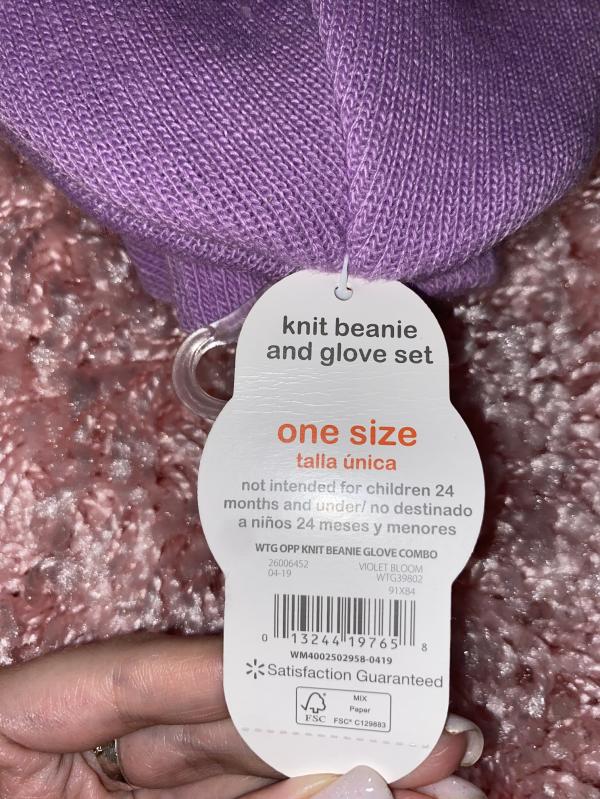 knit beanie
and glove set
one size
talla única
not intended for children 24
months and under/ no destinado
a niños 24 meses y menores
WTG OPP KNIT BEANIE GLOVE COMBO
26006452 VIOLET BLOOM
04-19 WTG39802
91X84
0 13244 19765 8
WM4002502958-0419
Satisfaction Guaranteed
FSC
MIX
Paper
FSC® C129883